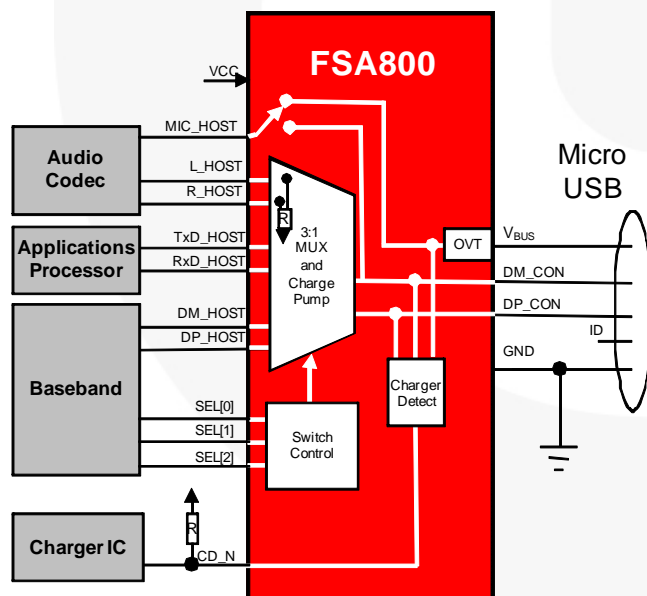 FSA800
VCC
MIC_HOST
Audio
Codec
L_HOST
R_HOST
R
Applications
Processor
TxD_HOST
RxD_HOST
3:1
MUX
and
Charge
Pump
Micro
USB
OVT
VBUS
DM_CON
DP_CON
ID
GND
Baseband
DM_HOST
DP_HOST
SEL[0]
SEL[1]
SEL[2]
Switch
Control
Charger
Detect
R
Charger IC
CD_N